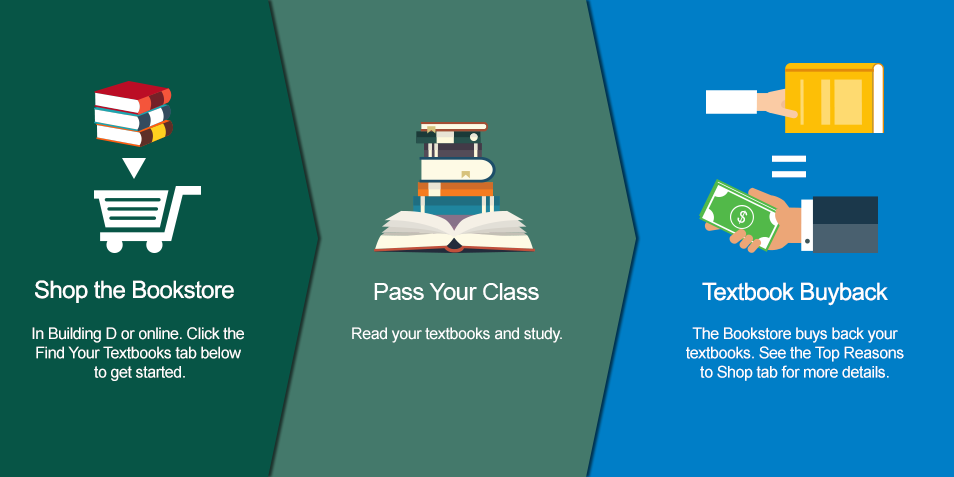 Shop the Bookstore
In Building D or online. Click the
Find Your Textbooks tab below
to get started.
Pass Your Class
Read your textbooks and study.
$
Textbook Buyback
The Bookstore buys back your
textbooks. See the Top Reasons
to Shop tab for more details.